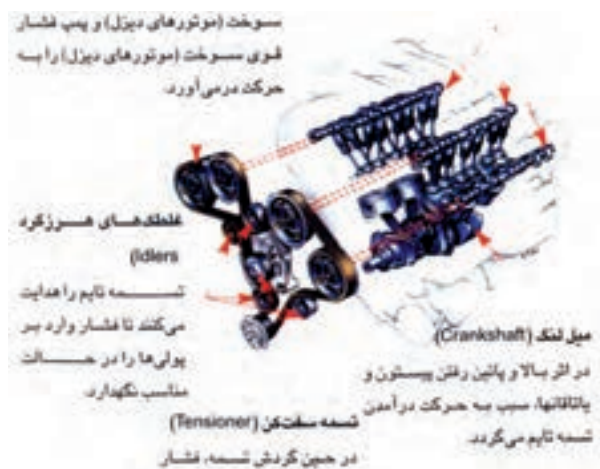 سوخت (موتورهای دیزل) و پمپ فشار
قوی سوخت (موتورهای دیزل) را به
حرکت درمی‌آورد.
غلطک‌های هرزگرد
(Idlers
تسمه تایم را هدایت
می‌کنند تا فشار وارد بر
پولی‌ها را در حالت
مناسب نگهدارد.
میل لنگ (Crankshaft)
در اثر بالا و پائین رفتن پیستون و
یاتاقانها، سبب به حرکت درآمدن
تسمه تایم می‌گردد.
تسمه سفت‌کن (Tensioner)
در حین گردش تسمه، فشار